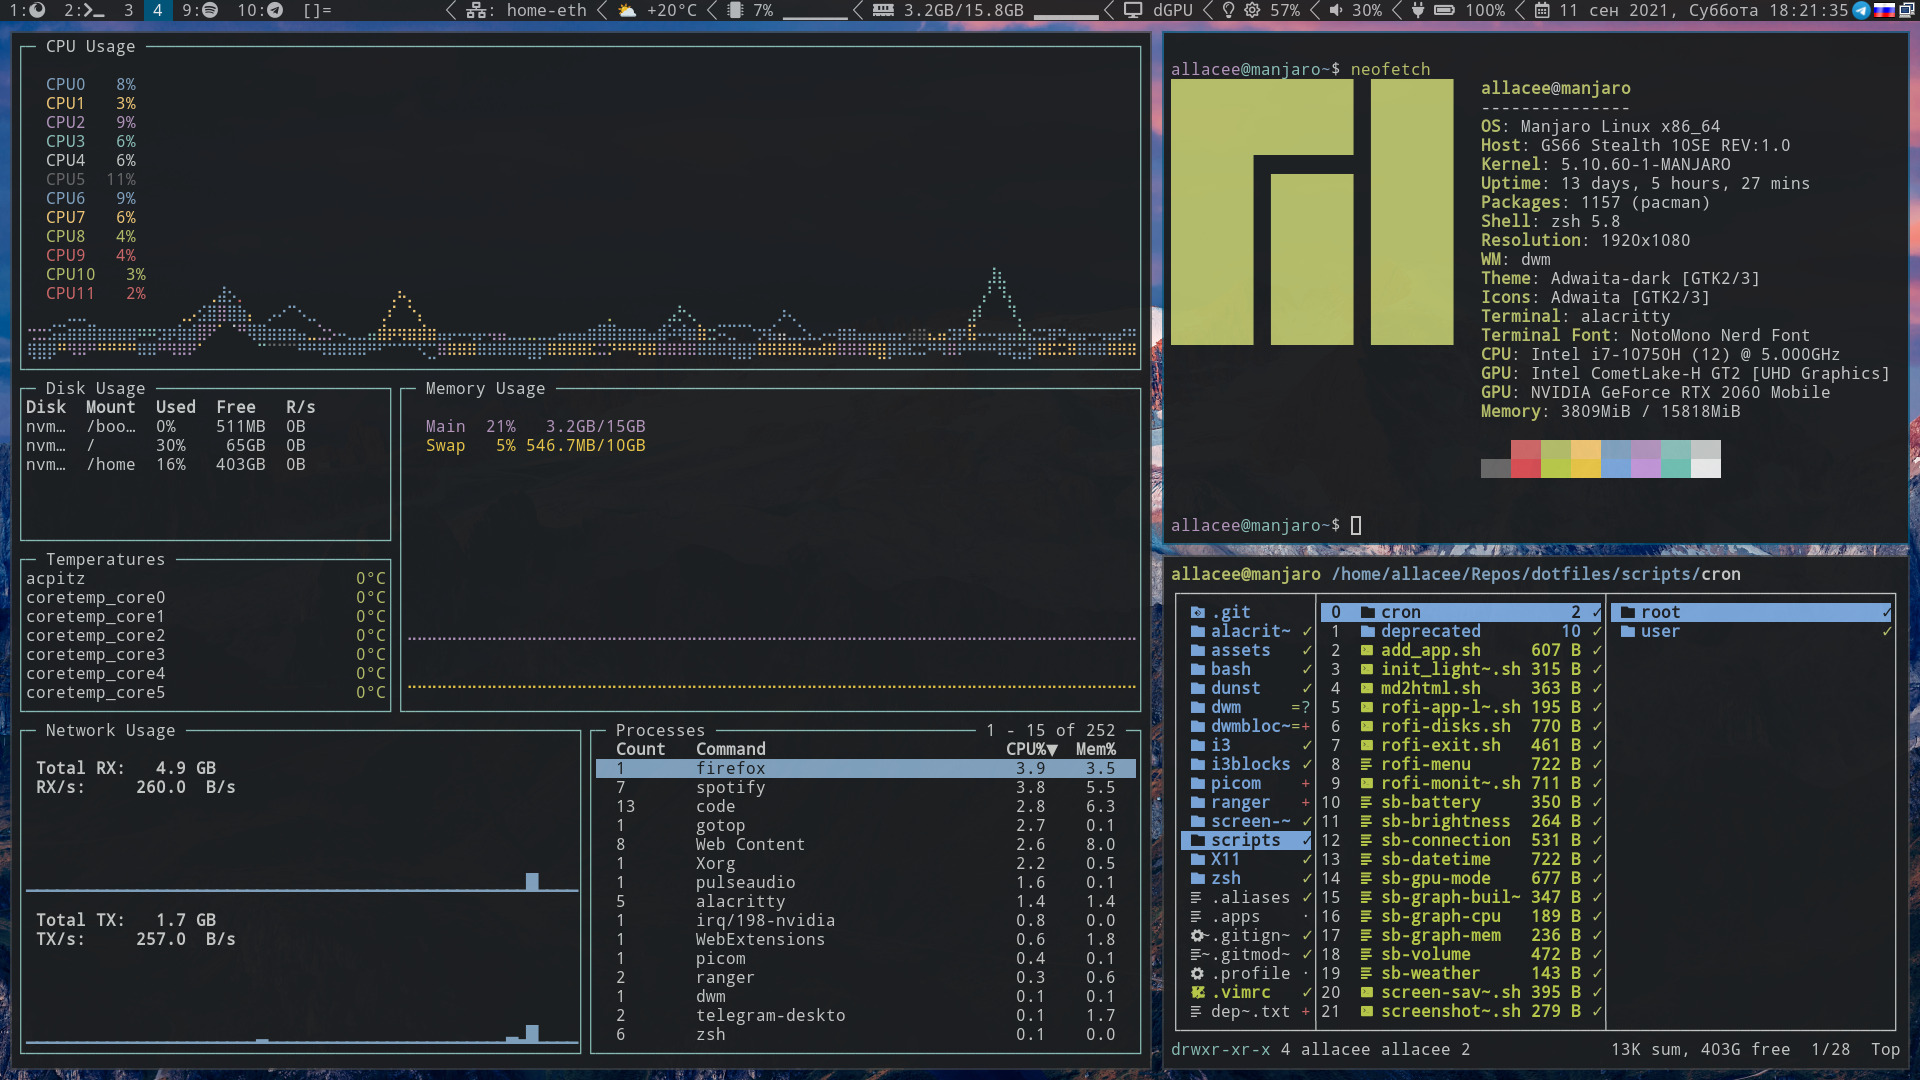 1: 2: 3 4 9: 10: []= home-eth +20°C 7% 3.2GB/15.8GB dGPU 57% 30% 100% 11 сен 2021, Суббота 18:21:35
CPU Usage
CPU0 8%
CPU1 3%
CPU2 9%
CPU3 6%
CPU4 6%
CPU5 11%
CPU6 9%
CPU7 6%
CPU8 4%
CPU9 4%
CPU10 3%
CPU11 2%
Disk Usage
Disk Mount Used Free R/s
nvm… /boo… 0% 511MB 0B
nvm… / 30% 65GB 0B
nvm… /home 16% 403GB 0B
Memory Usage
Main 21% 3.2GB/15GB
Swap 5% 546.7MB/10GB
Temperatures
acpitz 0°C
coretemp_core0 0°C
coretemp_core1 0°C
coretemp_core2 0°C
coretemp_core3 0°C
coretemp_core4 0°C
coretemp_core5 0°C
Network Usage
Total RX: 4.9 GB
RX/s: 260.0 B/s
Total TX: 1.7 GB
TX/s: 257.0 B/s
Processes 1 - 15 of 252
Count Command CPU%▼ Mem%
1 firefox 3.9 3.5
7 spotify 3.8 5.5
13 code 2.8 6.3
1 gotop 2.7 0.1
8 Web Content 2.6 8.0
1 Xorg 2.2 0.5
1 pulseaudio 1.6 0.1
5 alacritty 1.4 1.4
1 irq/198-nvidia 0.8 0.0
1 WebExtensions 0.6 1.8
1 picom 0.4 0.1
2 ranger 0.3 0.6
1 dwm 0.1 0.1
2 telegram-deskto 0.1 1.7
6 zsh 0.1 0.0
allacee@manjaro~$ neofetch
allacee@manjaro
---------------
OS: Manjaro Linux x86_64
Host: GS66 Stealth 10SE REV:1.0
Kernel: 5.10.60-1-MANJARO
Uptime: 13 days, 5 hours, 27 mins
Packages: 1157 (pacman)
Shell: zsh 5.8
Resolution: 1920x1080
WM: dwm
Theme: Adwaita-dark [GTK2/3]
Icons: Adwaita [GTK2/3]
Terminal: alacritty
Terminal Font: NotoMono Nerd Font
CPU: Intel i7-10750H (12) @ 5.000GHz
GPU: Intel CometLake-H GT2 [UHD Graphics]
GPU: NVIDIA GeForce RTX 2060 Mobile
Memory: 3809MiB / 15818MiB
allacee@manjaro~$
allacee@manjaro /home/allacee/Repos/dotfiles/scripts/cron
.git 0 cron 2 ✓ root ✓
alacrit~ ✓ 1 deprecated 10 ✓ user ✓
assets ✓ 2 add_app.sh 607 B ✓
bash ✓ 3 init_light~.sh 315 B ✓
dunst ✓ 4 md2html.sh 363 B ✓
dwm =? 5 rofi-app-l~.sh 195 B ✓
dwmbloc~=+ 6 rofi-disks.sh 770 B ✓
i3 ✓ 7 rofi-exit.sh 461 B ✓
i3blocks ✓ 8 rofi-menu 722 B ✓
picom + 9 rofi-monit~.sh 711 B ✓
ranger + 10 sb-battery 350 B ✓
screen-~ ✓ 11 sb-brightness 264 B ✓
scripts ✓ 12 sb-connection 531 B ✓
X11 ✓ 13 sb-datetime 722 B ✓
zsh ✓ 14 sb-gpu-mode 677 B ✓
.aliases ✓ 15 sb-graph-buil~ 347 B ✓
.apps · 16 sb-graph-cpu 189 B ✓
~.gitign~ ✓ 17 sb-graph-mem 236 B ✓
~.gitmod~ ✓ 18 sb-volume 472 B ✓
.profile · 19 sb-weather 143 B ✓
.vimrc ✓ 20 screen-sav~.sh 395 B ✓
dep~.txt + 21 screenshot~.sh 279 B ✓
drwxr-xr-x 4 allacee allacee 2 13K sum, 403G free 1/28 Top